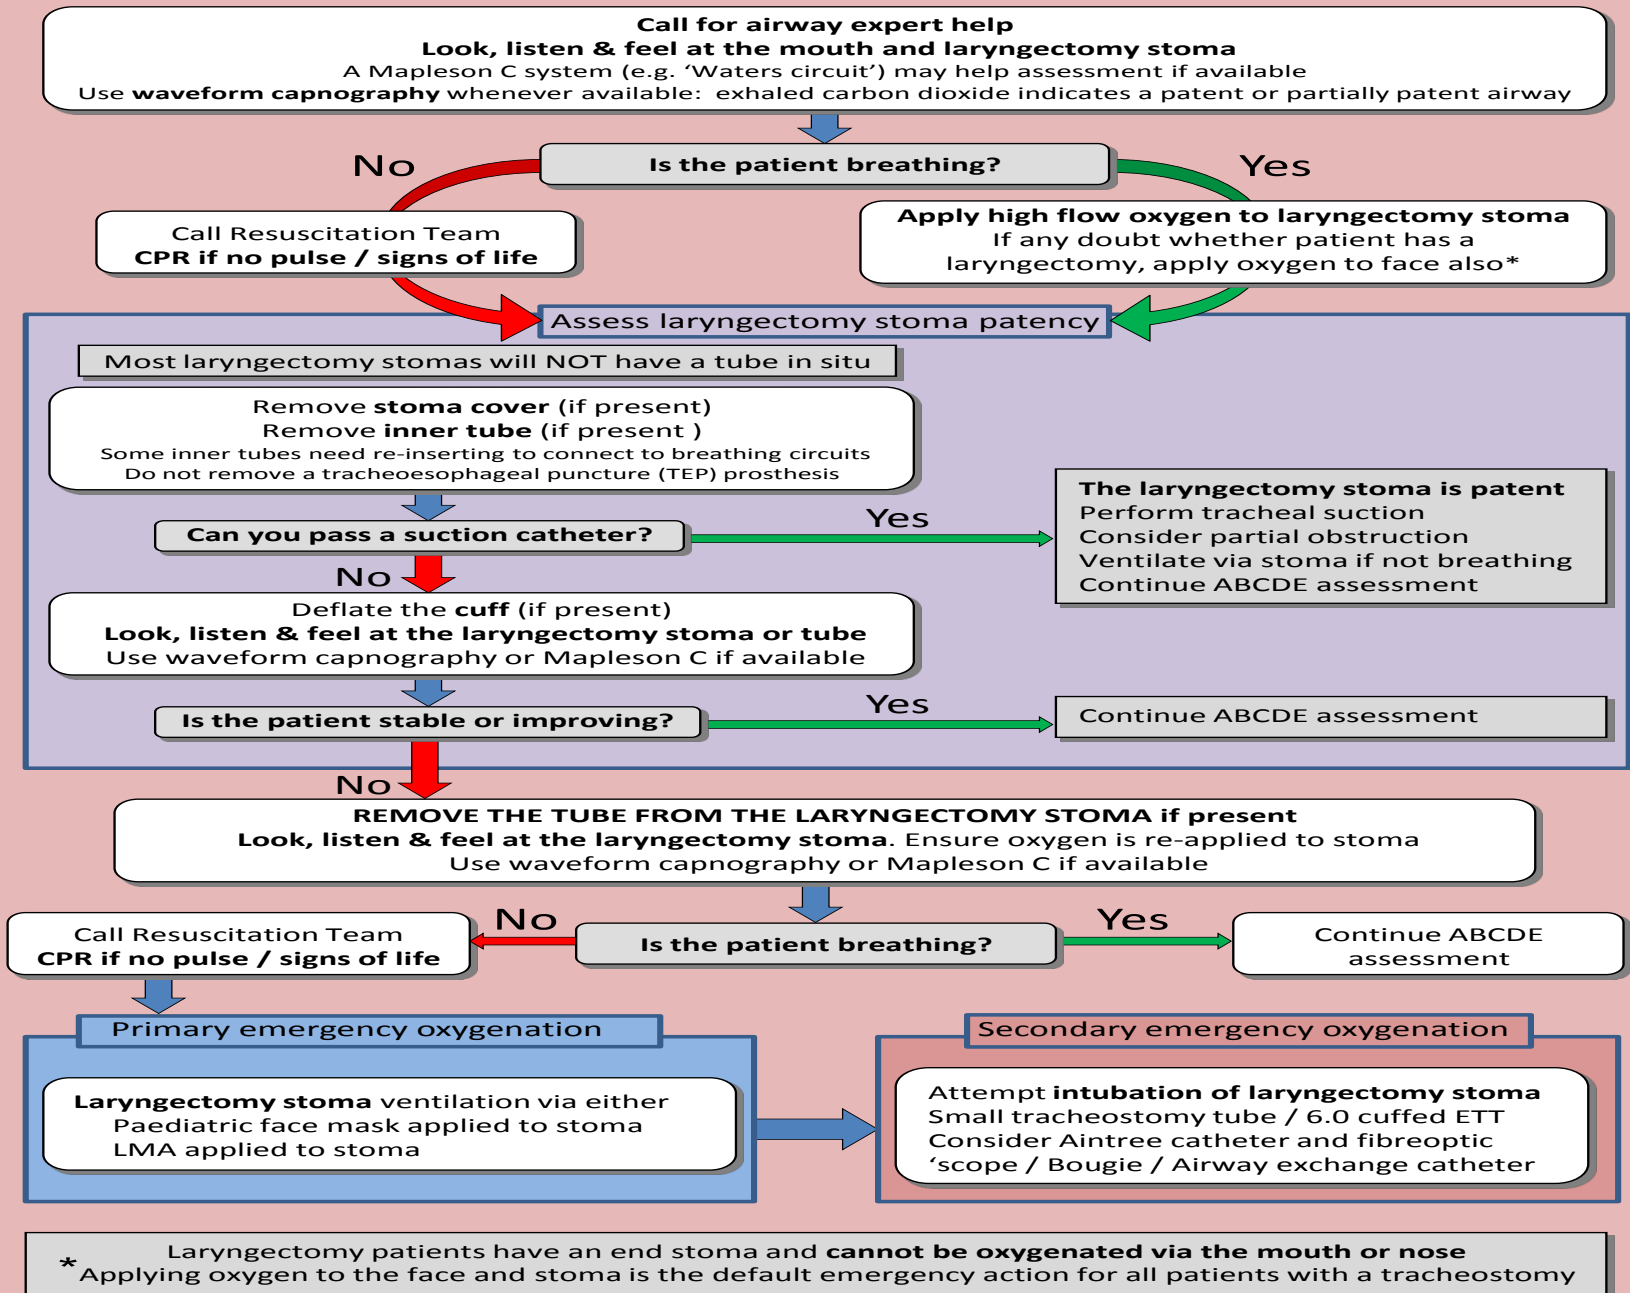 Call for airway expert help
Look, listen & feel at the mouth and laryngectomy stoma
A Mapleson C system (e.g. ‘Waters circuit’) may help assessment if available
Use waveform capnography whenever available:  exhaled carbon dioxide indicates a patent or partially patent airway
Is the patient breathing?
No
Yes
Call Resuscitation Team
CPR if no pulse / signs of life
Apply high flow oxygen to laryngectomy stoma
If any doubt whether patient has a
laryngectomy, apply oxygen to face also*
Assess laryngectomy stoma patency
Most laryngectomy stomas will NOT have a tube in situ
Remove stoma cover (if present)
Remove inner tube (if present )
Some inner tubes need re-inserting to connect to breathing circuits
Do not remove a tracheoesophageal puncture (TEP) prosthesis
Can you pass a suction catheter?
Yes
The laryngectomy stoma is patent
Perform tracheal suction
Consider partial obstruction
Ventilate via stoma if not breathing
Continue ABCDE assessment
No
Deflate the cuff (if present)
Look, listen & feel at the laryngectomy stoma or tube
Use waveform capnography or Mapleson C if available
Is the patient stable or improving?
Yes
Continue ABCDE assessment
No
REMOVE THE TUBE FROM THE LARYNGECTOMY STOMA if present
Look, listen & feel at the laryngectomy stoma. Ensure oxygen is re-applied to stoma
Use waveform capnography or Mapleson C if available
Is the patient breathing?
No
Yes
Call Resuscitation Team
CPR if no pulse / signs of life
Continue ABCDE
assessment
Primary emergency oxygenation
Laryngectomy stoma ventilation via either
Paediatric face mask applied to stoma
LMA applied to stoma
Secondary emergency oxygenation
Attempt intubation of laryngectomy stoma
Small tracheostomy tube / 6.0 cuffed ETT
Consider Aintree catheter and fibreoptic
‘scope / Bougie / Airway exchange catheter
Laryngectomy patients have an end stoma and cannot be oxygenated via the mouth or nose
*Applying oxygen to the face and stoma is the default emergency action for all patients with a tracheostomy